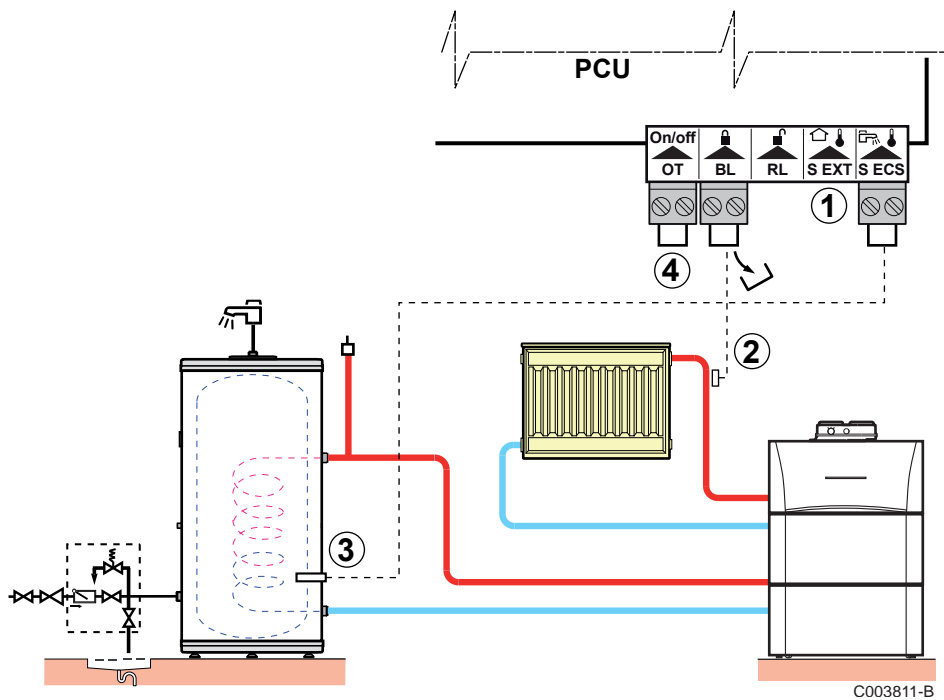 PCU
On/off
OT BL RL S EXT S ECS
1
4
2
3
C003811-B